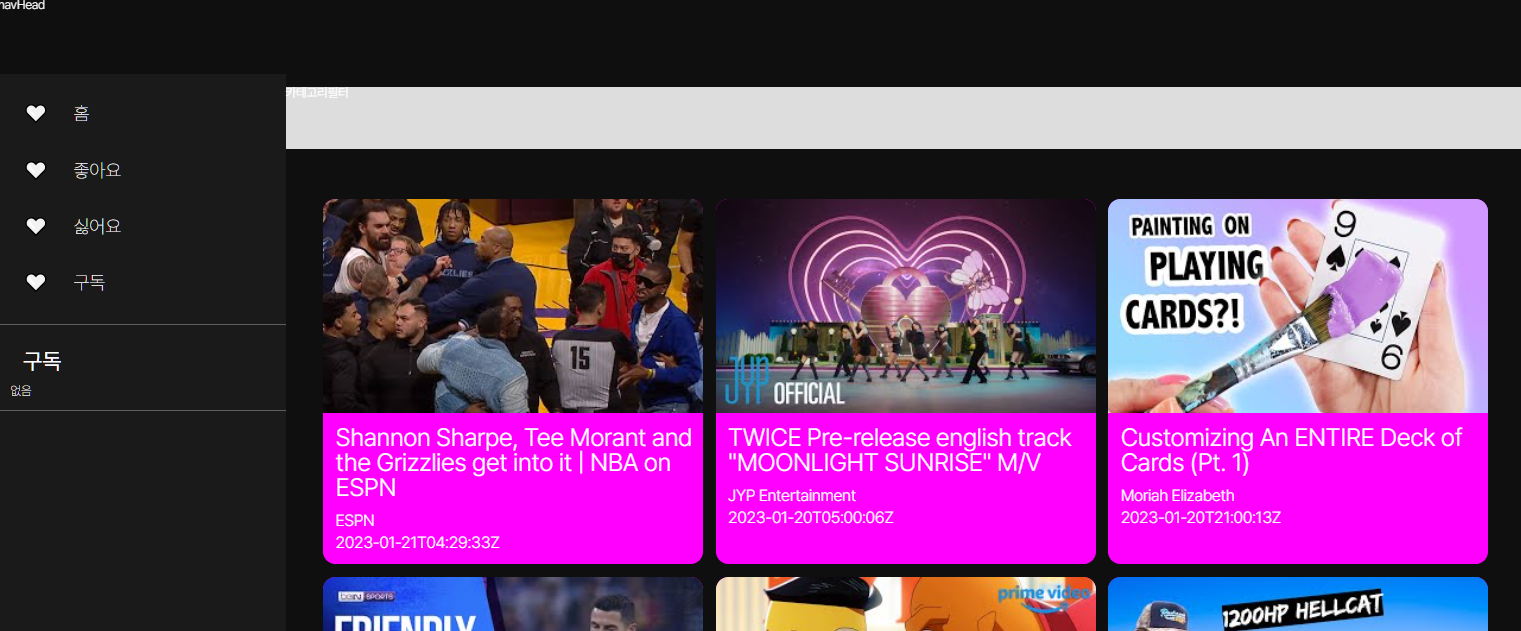 navHead
카테고리필터
홈
좋아요
싫어요
구독
구독
없음
15
JYP OFFICIAL
PAINTING ON
PLAYING
CARDS?!
9
6
Shannon Sharpe, Tee Morant and
the Grizzlies get into it | NBA on
ESPN
ESPN
2023-01-21T04:29:33Z
TWICE Pre-release english track
"MOONLIGHT SUNRISE" M/V
JYP Entertainment
2023-01-20T05:00:06Z
Customizing An ENTIRE Deck of
Cards (Pt. 1)
Moriah Elizabeth
2023-01-20T21:00:13Z
beIN SPORTS
FRIENDLY
prime video
1200HP HELLCAT